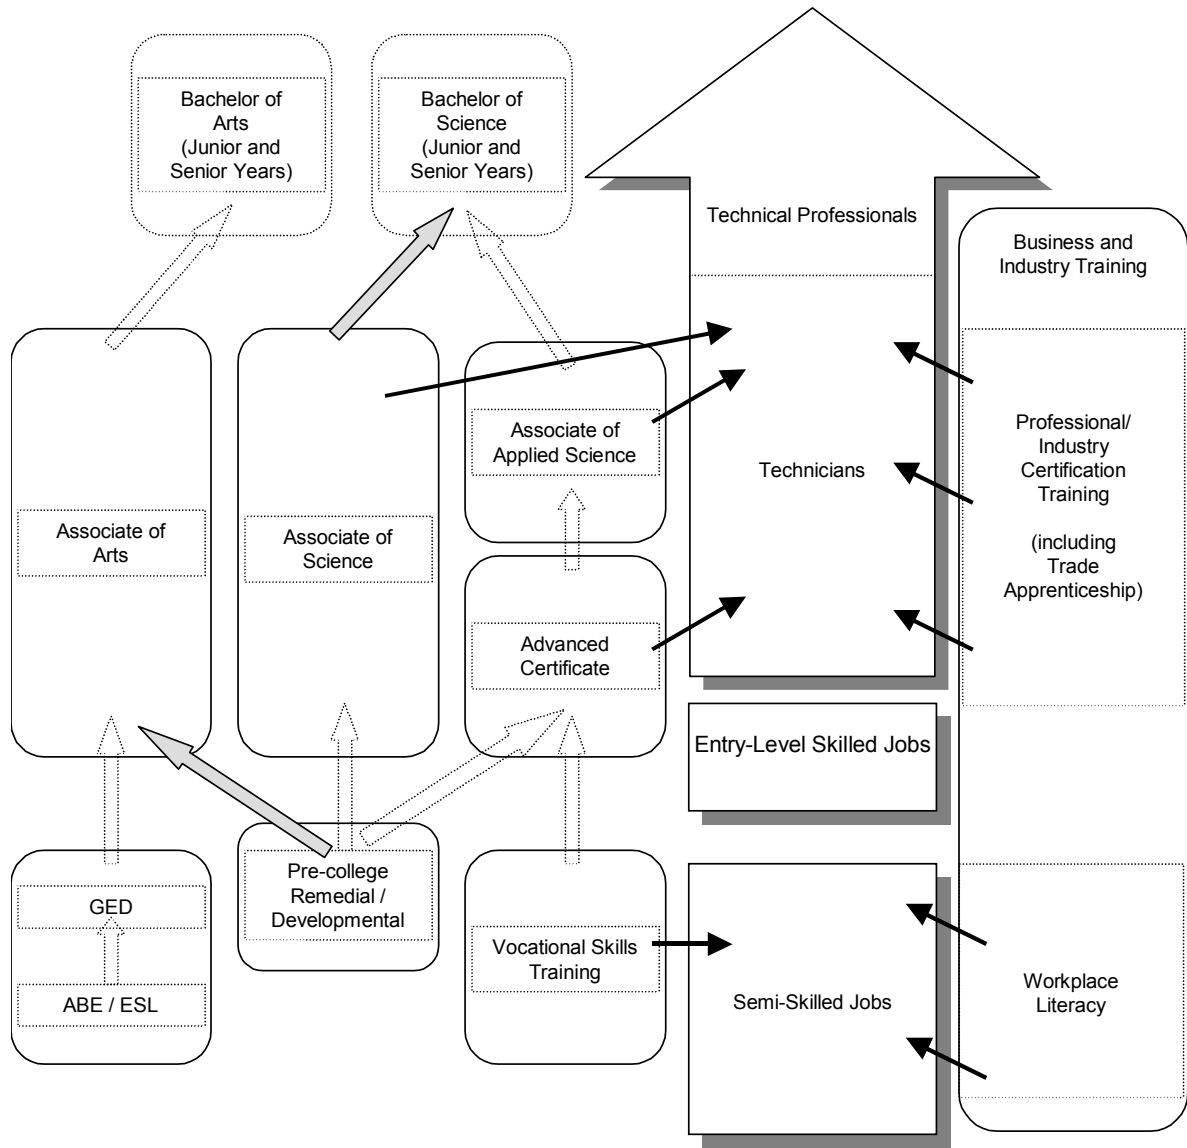 Bachelor of
Arts
(Junior and
Senior Years)
Bachelor of
Science
(Junior and
Senior Years)
Technical Professionals
Business and
Industry Training
Associate of
Applied Science
Technicians
Professional/
Industry
Certification
Training
(including
Trade
Apprenticeship)
Associate of
Arts
Associate of
Science
Advanced
Certificate
Entry-Level Skilled Jobs
GED
ABE / ESL
Pre-college
Remedial /
Developmental
Vocational Skills
Training
Semi-Skilled Jobs
Workplace
Literacy